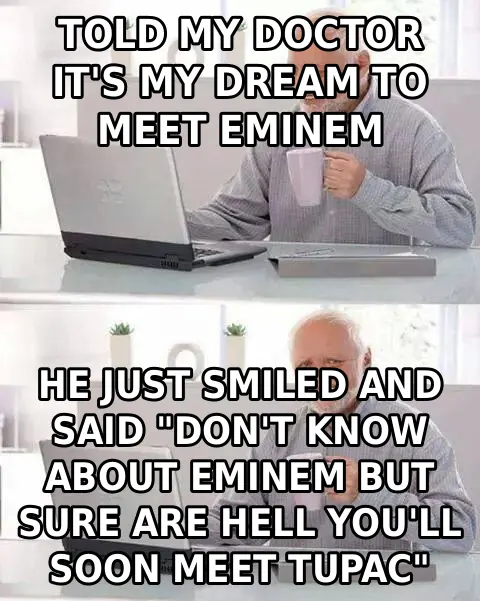 TOLD MY DOCTOR
IT'S MY DREAM TO
MEET EMINEM
HE JUST SMILED AND
SAID "DON'T KNOW
ABOUT EMINEM BUT
SURE ARE HELL YOU'LL
SOON MEET TUPAC"